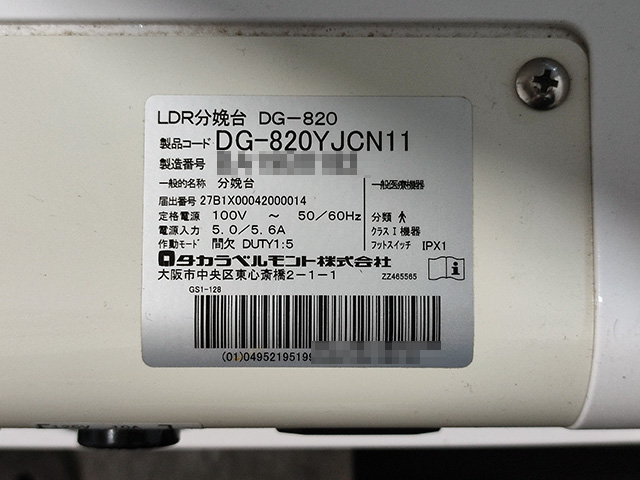 LDR分娩台 DG-820
製品コード DG-820YJCN11
製造番号
一般的名称 分娩台 一般医療機器
届出番号 27B1X00042000014
定格電源 100V ～ 50/60Hz 分類
電源入力 5.0/5.6A クラスⅠ機器
作動モード 間欠 DUTY1:5 フットスイッチ IPX1
タカラベルモント株式会社
大阪市中央区東心斎橋2-1-1 ZZ465565
GS1-128
(01)0495219519